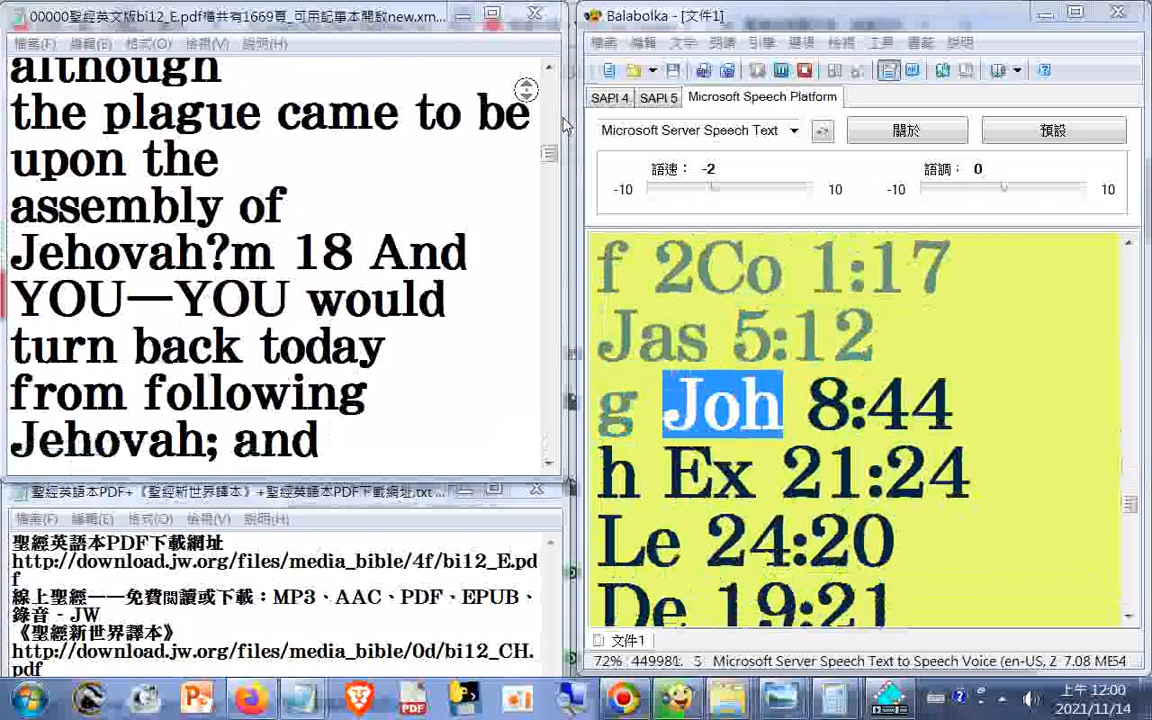 00000聖經英文版bi12_E.pdf檔共有1669頁_可用記事本開啟new.xm...
檔案(F) 編輯(E) 格式(O) 檢視(V) 說明(H)
although
the plague came to be
upon the
assembly of
Jehovah?m 18 And
YOU—YOU would
turn back today
from following
Jehovah; and
聖經英語本PDF+《聖經新世界譯本》+聖經英語本PDF下載網址.txt ...
檔案(F) 編輯(E) 格式(O) 檢視(V) 說明(H)
聖經英語本PDF下載網址
http://download.jw.org/files/media_bible/4f/bi12_E.pd
f
線上聖經——免費閱讀或下載：MP3、AAC、PDF、EPUB、
錄音 - JW
《聖經新世界譯本》
http://download.jw.org/files/media_bible/0d/bi12_CH.
pdf
Balabolka - [文件1]
檔案 編輯 文字 朗讀 引擎 選項 檢視 工具 書籤 說明
SAPI 4 SAPI 5 Microsoft Speech Platform
Microsoft Server Speech Text 關於 預設
語速： -2 語調： 0
-10 10 -10 10
f 2Co 1:17
Jas 5:12
g Joh 8:44
h Ex 21:24
Le 24:20
De 19:21
文件1
72% 449981. S Microsoft Server Speech Text to Speech Voice (en-US, Z 7.08 ME54
上午 12:00
2021/11/14